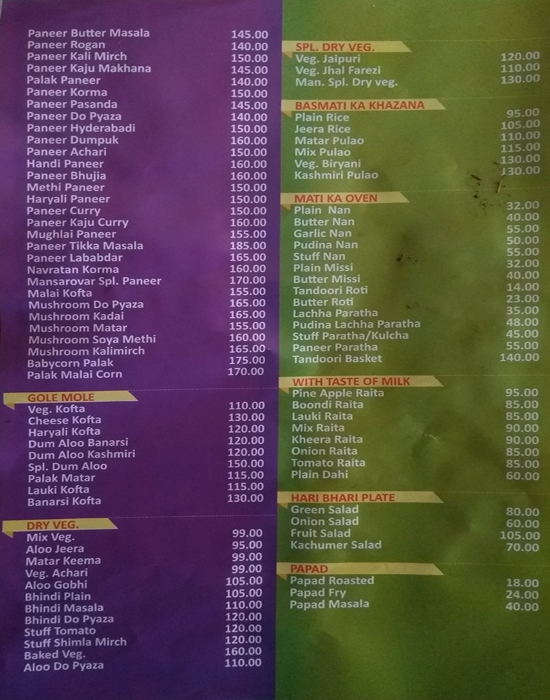 Paneer Butter Masala 145.00
Paneer Rogan 140.00
Paneer Kali Mirch 150.00
Paneer Kaju Makhana 145.00
Palak Paneer 140.00
Paneer Korma 150.00
Paneer Pasanda 145.00
Paneer Do Pyaza 140.00
Paneer Hyderabadi 150.00
Paneer Dumpuk 160.00
Paneer Achari 150.00
Handi Paneer 160.00
Paneer Bhujia 160.00
Methi Paneer 150.00
Haryali Paneer 150.00
Paneer Curry 150.00
Paneer Kaju Curry 160.00
Mughlai Paneer 155.00
Paneer Tikka Masala 185.00
Paneer Lababdar 165.00
Navratan Korma 160.00
Mansarovar Spl. Paneer 170.00
Malai Kofta 155.00
Mushroom Do Pyaza 165.00
Mushroom Kadai 165.00
Mushroom Matar 155.00
Mushroom Soya Methi 160.00
Mushroom Kalimirch 165.00
Babycorn Palak 175.00
Palak Malai Corn 170.00
GOLE MOLE
Veg. Kofta 110.00
Cheese Kofta 130.00
Haryali Kofta 120.00
Dum Aloo Banarsi 120.00
Dum Aloo Kashmiri 120.00
Spl. Dum Aloo 150.00
Palak Matar 115.00
Lauki Kofta 115.00
Banarsi Kofta 130.00
DRY VEG.
Mix Veg. 99.00
Aloo Jeera 95.00
Matar Keema 99.00
Veg. Achari 99.00
Aloo Gobhi 105.00
Bhindi Plain 105.00
Bhindi Masala 110.00
Bhindi Do Pyaza 120.00
Stuff Tomato 120.00
Stuff Shimla Mirch 120.00
Baked Veg. 160.00
Aloo Do Pyaza 110.00
SPL. DRY VEG.
Veg. Jaipuri 120.00
Veg. Jhal Farezi 110.00
Man. Spl. Dry veg. 130.00
BASMATI KA KHAZANA
Plain Rice 95.00
Jeera Rice 105.00
Matar Pulao 110.00
Mix Pulao 115.00
Veg. Biryani 130.00
Kashmiri Pulao 130.00
MATI KA OVEN
Plain Nan 32.00
Butter Nan 40.00
Garlic Nan 55.00
Pudina Nan 50.00
Stuff Nan 55.00
Plain Missi 32.00
Butter Missi 40.00
Tandoori Roti 14.00
Butter Roti 23.00
Lachha Paratha 35.00
Pudina Lachha Paratha 48.00
Stuff Paratha/Kulcha 45.00
Paneer Paratha 55.00
Tandoori Basket 140.00
WITH TASTE OF MILK
Pine Apple Raita 95.00
Boondi Raita 85.00
Lauki Raita 85.00
Mix Raita 90.00
Kheera Raita 90.00
Onion Raita 85.00
Tomato Raita 85.00
Plain Dahi 60.00
HARI BHARI PLATE
Green Salad 80.00
Onion Salad 60.00
Fruit Salad 105.00
Kachumer Salad 70.00
PAPAD
Papad Roasted 18.00
Papad Fry 24.00
Papad Masala 40.00